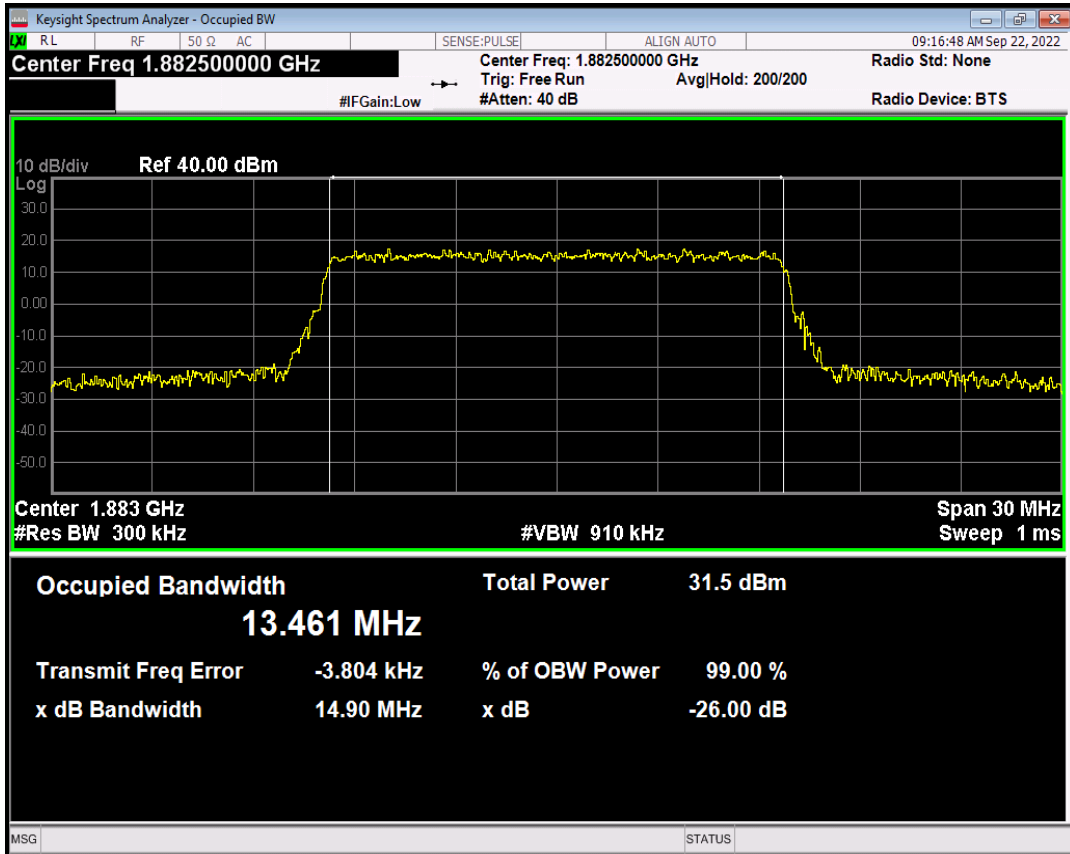 Keysight Spectrum Analyzer - Occupied BW
LXI RL RF 50 Ω AC SENSE:PULSE ALIGN AUTO 09:16:48 AM Sep 22, 2022
Center Freq 1.882500000 GHz Center Freq: 1.882500000 GHz Radio Std: None
Trig: Free Run Avg|Hold: 200/200
#IFGain:Low #Atten: 40 dB Radio Device: BTS
10 dB/div Ref 40.00 dBm
Log
30.0
20.0
10.0
0.00
-10.0
-20.0
-30.0
-40.0
-50.0
Center 1.883 GHz Span 30 MHz
#Res BW 300 kHz #VBW 910 kHz Sweep 1 ms
Occupied Bandwidth Total Power 31.5 dBm
13.461 MHz
Transmit Freq Error -3.804 kHz % of OBW Power 99.00 %
x dB Bandwidth 14.90 MHz x dB -26.00 dB
MSG STATUS